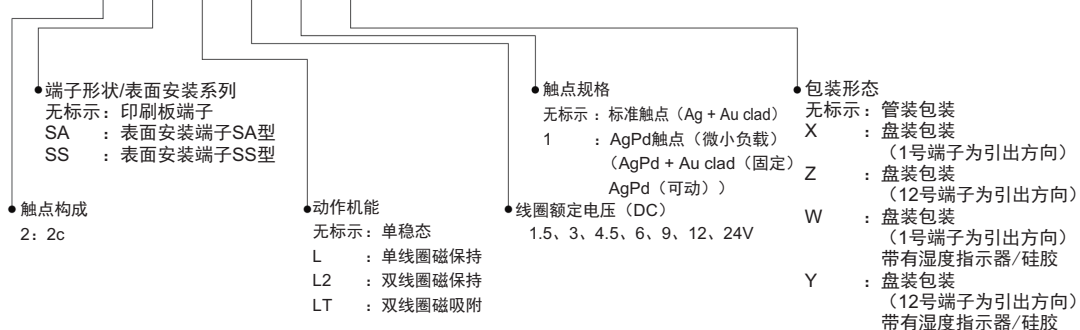 端子形状/表面安装系列
无标示：印刷板端子
SA ：表面安装端子SA型
SS ：表面安装端子SS型
触点构成
2：2c
动作机能
无标示：单稳态
L ：单线圈磁保持
L2 ：双线圈磁保持
LT ：双线圈磁吸附
触点规格
无标示：标准触点（Ag + Au clad）
1 ：AgPd触点（微小负载）
（AgPd + Au clad（固定）
AgPd（可动））
线圈额定电压（DC）
1.5、3、4.5、6、9、12、24V
包装形态
无标示：管装包装
X ：盘装包装
（1号端子为引出方向）
Z ：盘装包装
（12号端子为引出方向）
W ：盘装包装
（1号端子为引出方向）
带有湿度指示器/硅胶
Y ：盘装包装
（12号端子为引出方向）
带有湿度指示器/硅胶